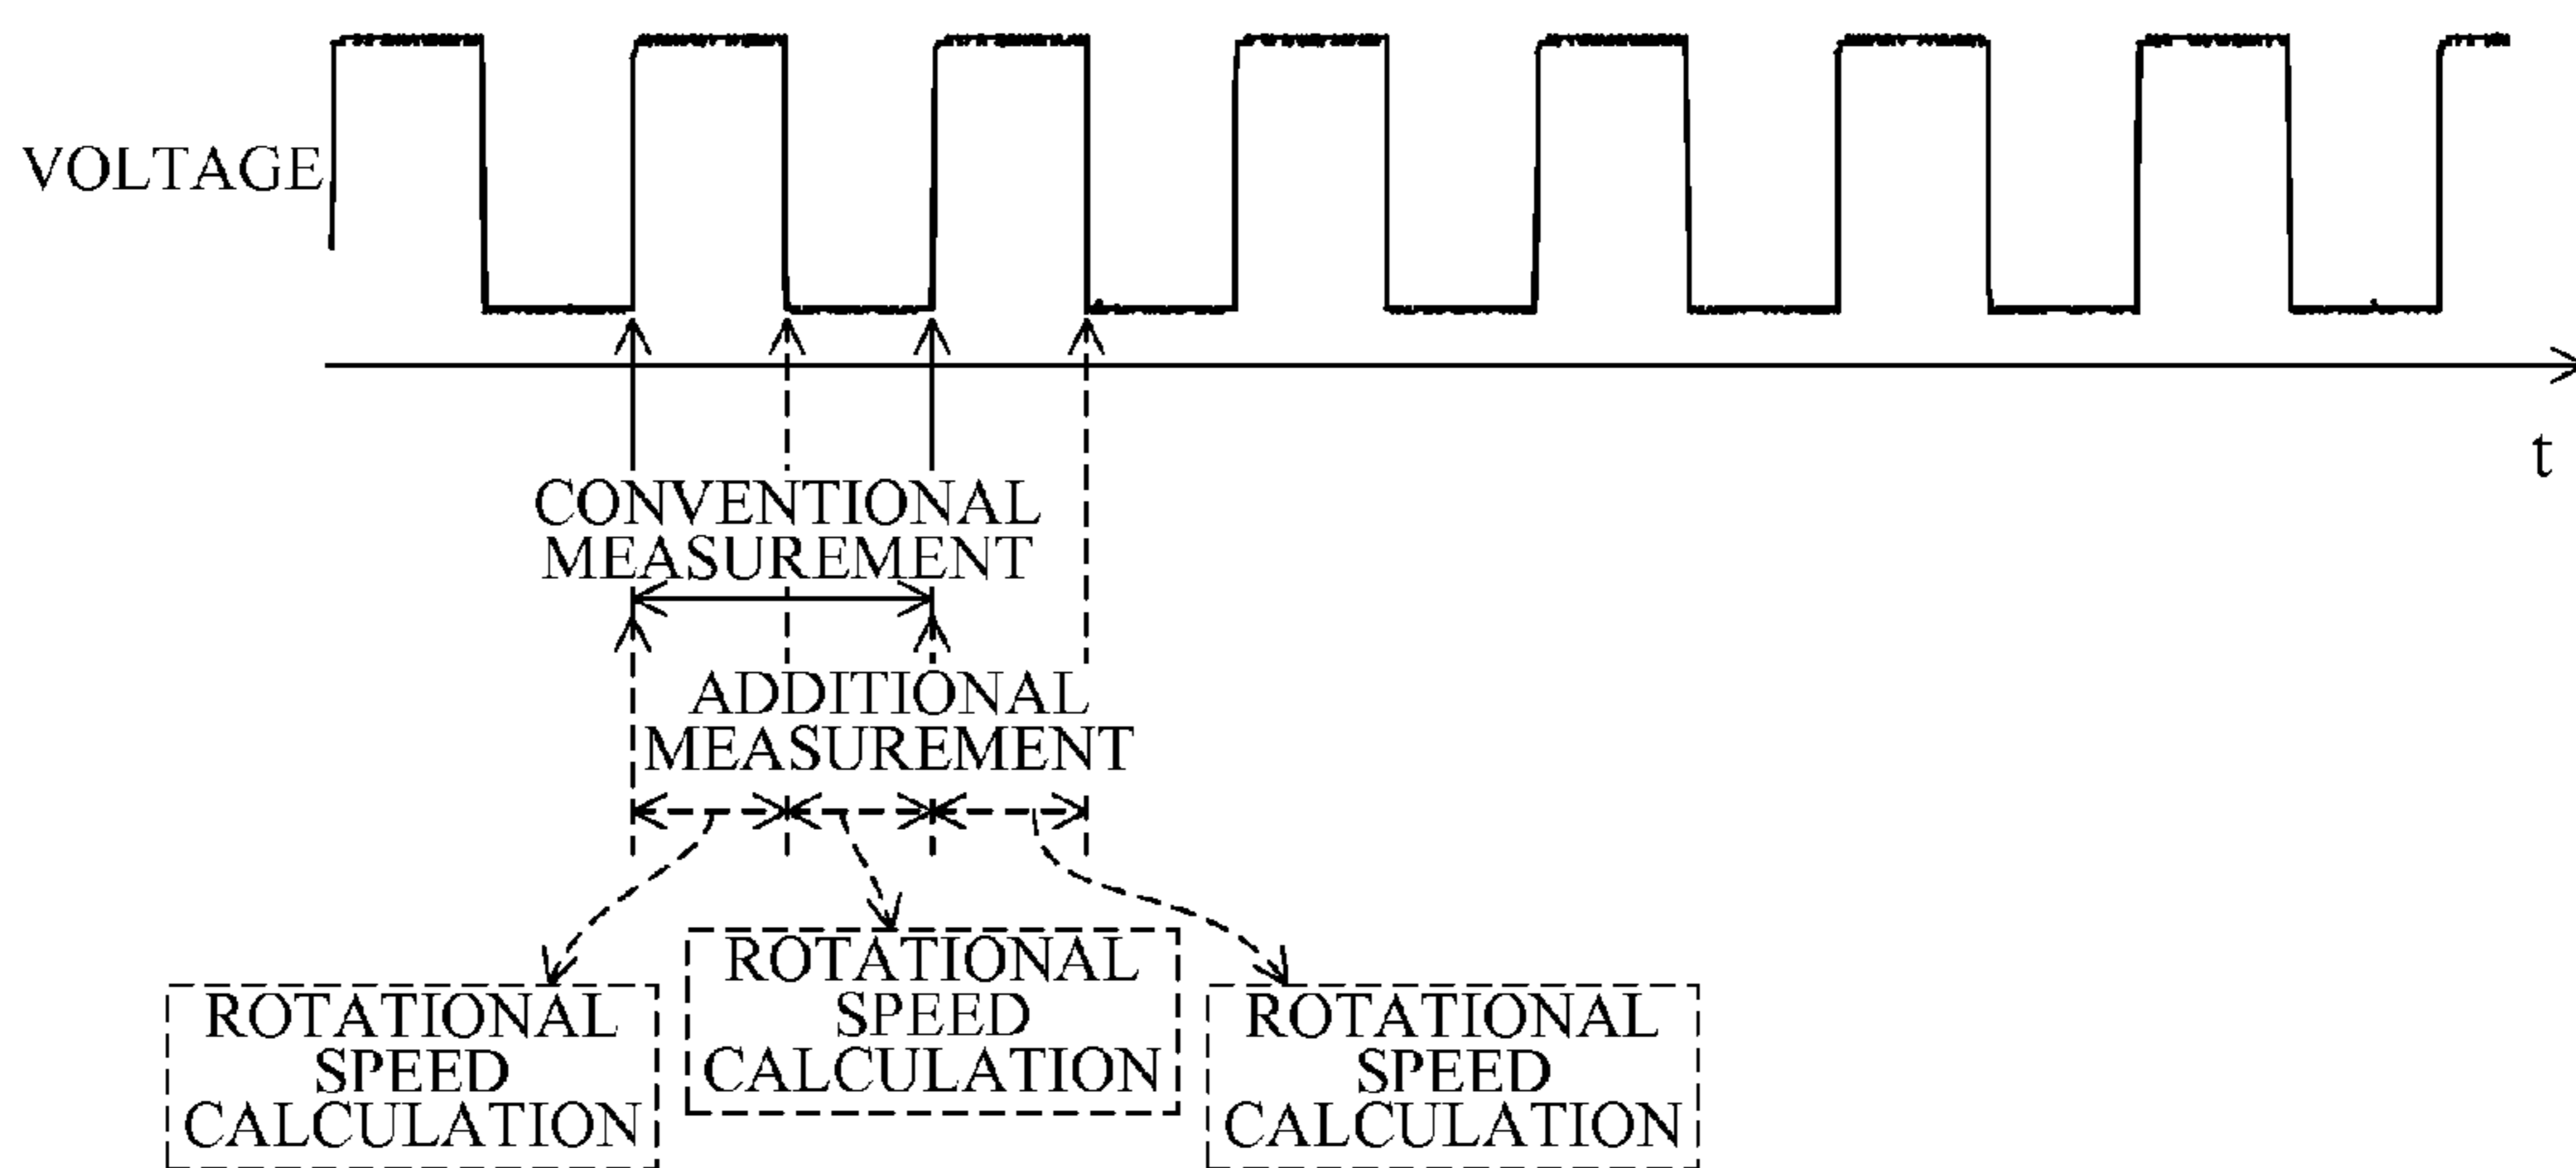 VOLTAGE
t
CONVENTIONAL
MEASUREMENT
ADDITIONAL
MEASUREMENT
ROTATIONAL
SPEED
CALCULATION
ROTATIONAL
SPEED
CALCULATION
ROTATIONAL
SPEED
CALCULATION